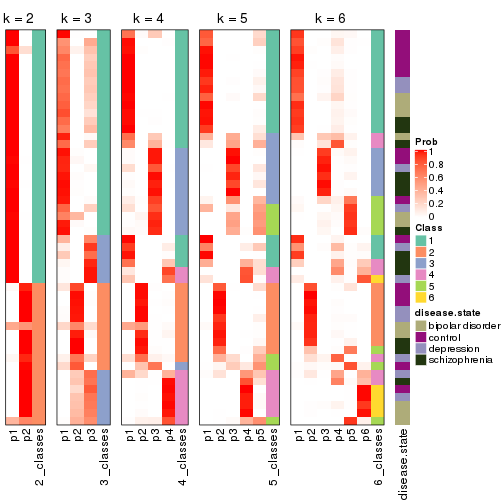 k = 2 k = 3 k = 4 k = 5 k = 6
Prob
1
0.8
0.6
0.4
0.2
0
Class
1
2
3
4
5
6
disease.state
bipolar disorder
control
depression
schizophrenia
p1 p2 2_classes p1 p2 p3 3_classes p1 p2 p3 p4 4_classes p1 p2 p3 p4 p5 5_classes p1 p2 p3 p4 p5 p6 6_classes disease.state